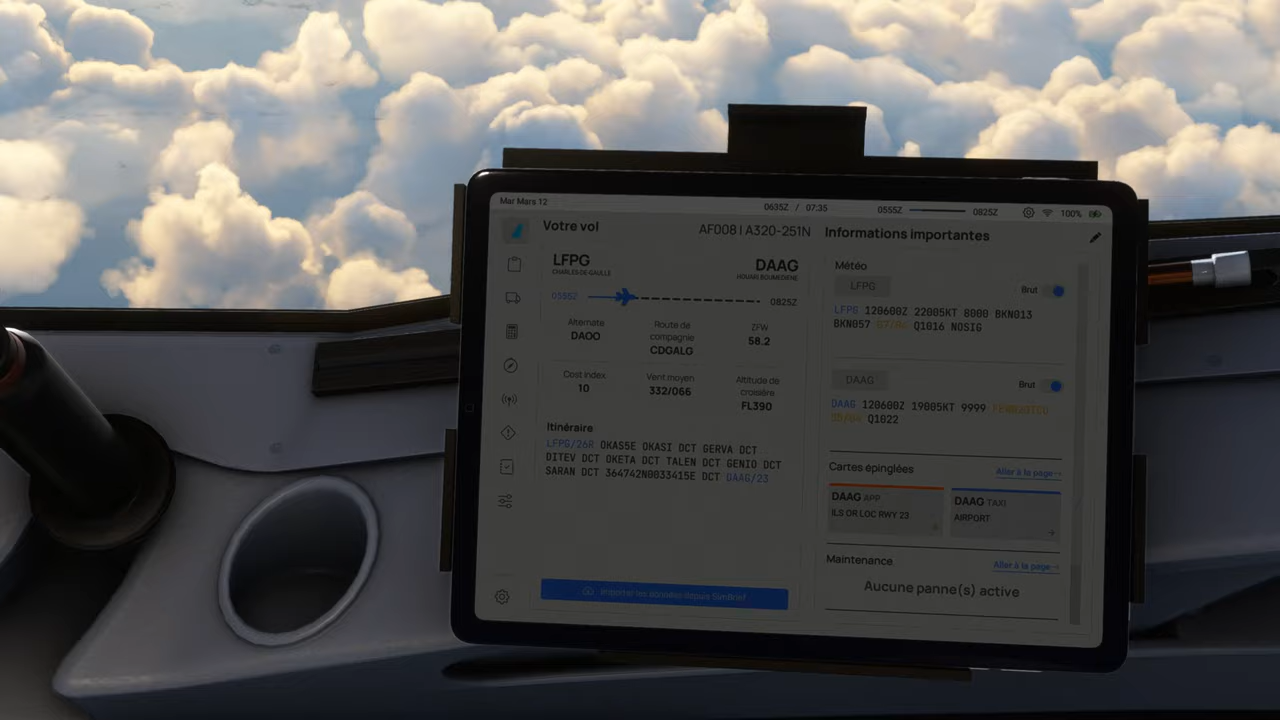 Mar Mars 12
0635Z / 07:35
0555Z 0825Z
100%
Votre vol
AF008 | A320-251N
LFPG
CHARLES-DE-GAULLE
DAAG
HOUARI BOUMEDIENE
0555Z
0825Z
Alternate
DAOO
Route de
compagnie
CDGALG
ZFW
58.2
Cost index
10
Vent moyen
332/066
Altitude de
croisière
FL390
Itinéraire
LFPG/26R OKAS5E OKASI DCT GERVA DCT
DITEV DCT OKETA DCT TALEN DCT GENIO DCT
SARAN DCT 364742N0033415E DCT DAAG/23
Importer les données depuis SimBrief
Informations importantes
Météo
LFPG
Brut
LFPG 120600Z 22005KT 8000 BKN013
BKN057 Q1016 NOSIG
DAAG
Brut
DAAG 120600Z 19005KT 9999
Q1022
Cartes épinglées
Aller à la page
DAAG APP
ILS OR LOC RWY 23
DAAG TAXI
AIRPORT
Maintenance
Aller à la page
Aucune panne(s) active